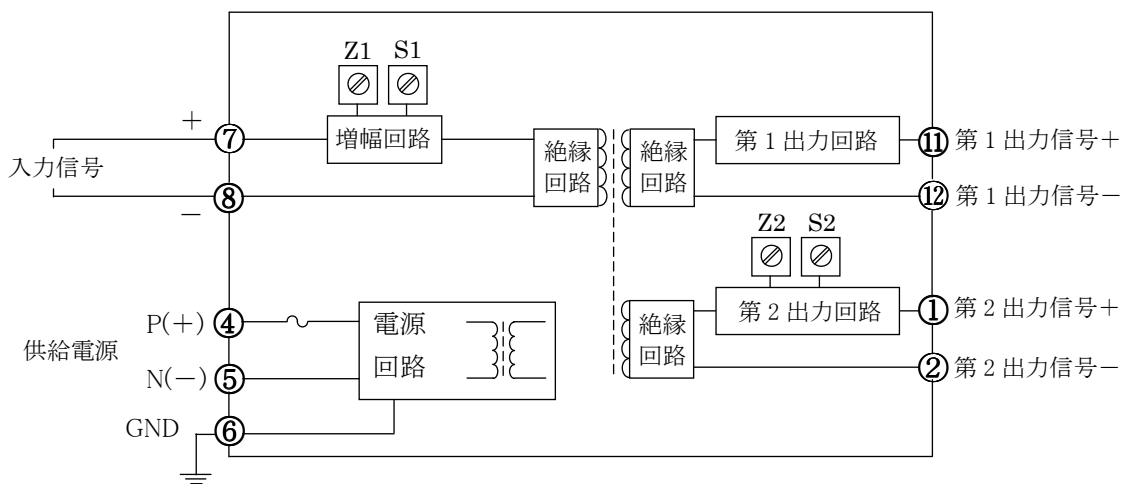 Z1 S1
+
⑦
増幅回路
入力信号
⑧
−
絶縁
回路
絶縁
回路
第1出力回路
⑪ 第1出力信号+
⑫ 第1出力信号−
Z2 S2
絶縁
回路
第2出力回路
① 第2出力信号+
② 第2出力信号−
供給電源
P(+) ④
N(−) ⑤
GND ⑥
電源
回路